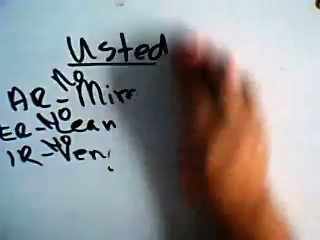 Usted
No
AR-Mire
No
ER-Lean
No
IR-Ven